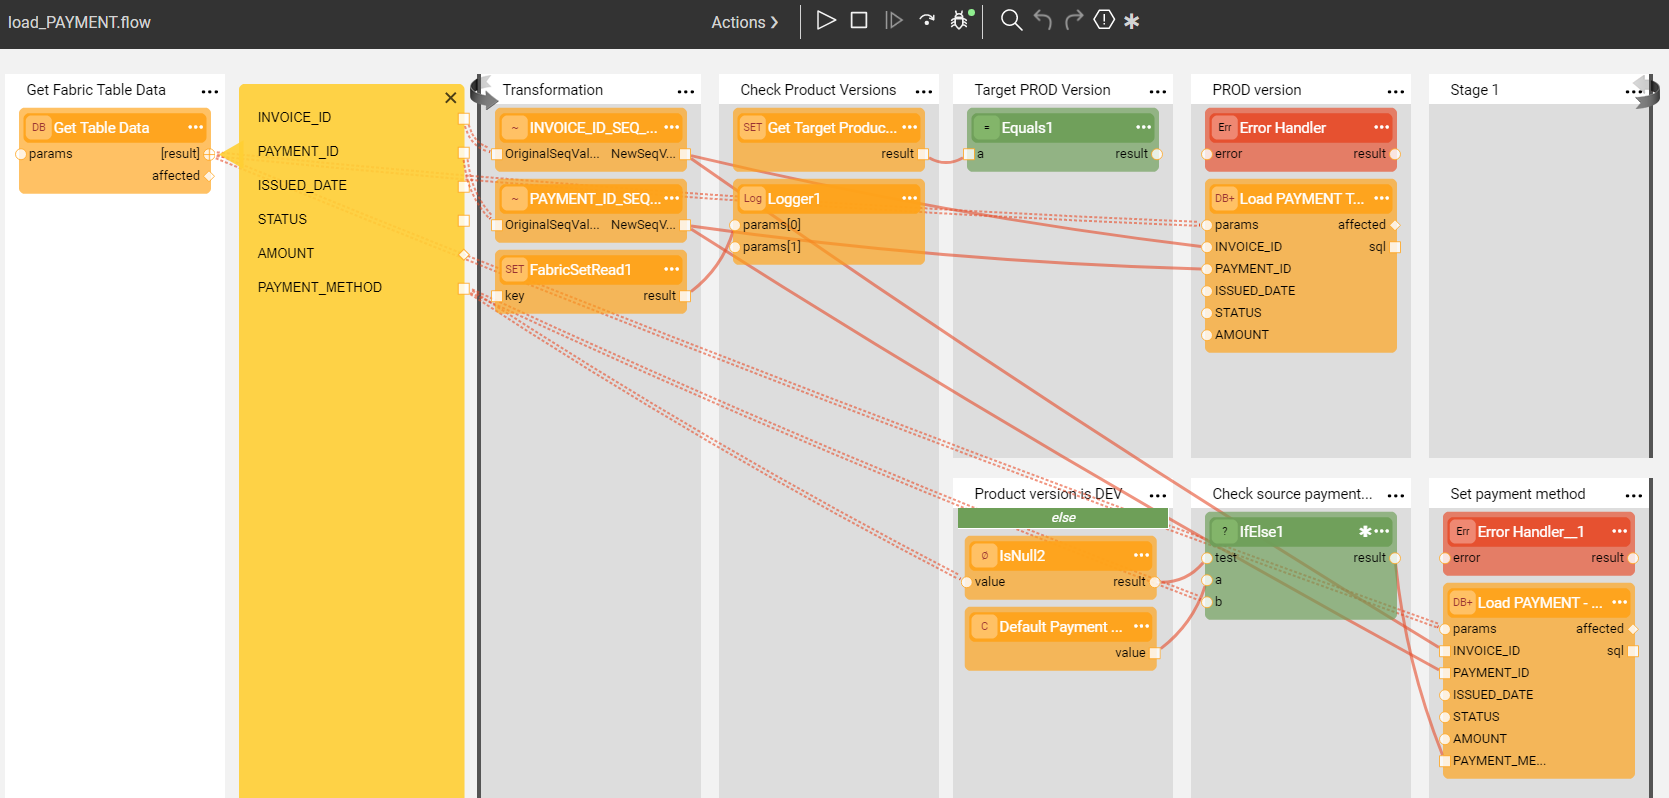 load_PAYMENT.flow
Actions
Get Fabric Table Data
DB Get Table Data
params [result]
affected
INVOICE_ID
PAYMENT_ID
ISSUED_DATE
STATUS
AMOUNT
PAYMENT_METHOD
Transformation
~ INVOICE_ID_SEQ_...
OriginalSeqVal... NewSeqV...
~ PAYMENT_ID_SEQ...
OriginalSeqVal... NewSeqV...
SET FabricSetRead1
key result
Check Product Versions
SET Get Target Produc...
result
Log Logger1
params[0]
params[1]
Target PROD Version
= Equals1
a result
PROD version
Err Error Handler
error result
DB+ Load PAYMENT T...
params affected
INVOICE_ID sql
PAYMENT_ID
ISSUED_DATE
STATUS
AMOUNT
Stage 1
Product version is DEV
else
Ø IsNull2
value result
C Default Payment ...
value
Check source payment...
? IfElse1
test result
a
b
Set payment method
Err Error Handler__1
error result
DB+ Load PAYMENT - ...
params affected
INVOICE_ID sql
PAYMENT_ID
ISSUED_DATE
STATUS
AMOUNT
PAYMENT_ME...